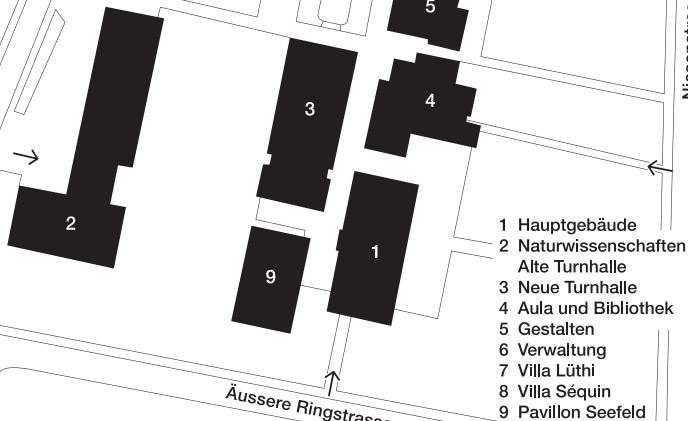 5
3
4
2
1
9
1 Hauptgebäude
2 Naturwissenschaften
Alte Turnhalle
3 Neue Turnhalle
4 Aula und Bibliothek
5 Gestalten
6 Verwaltung
7 Villa Lüthi
8 Villa Séquin
9 Pavillon Seefeld
Äussere Ringstrasse